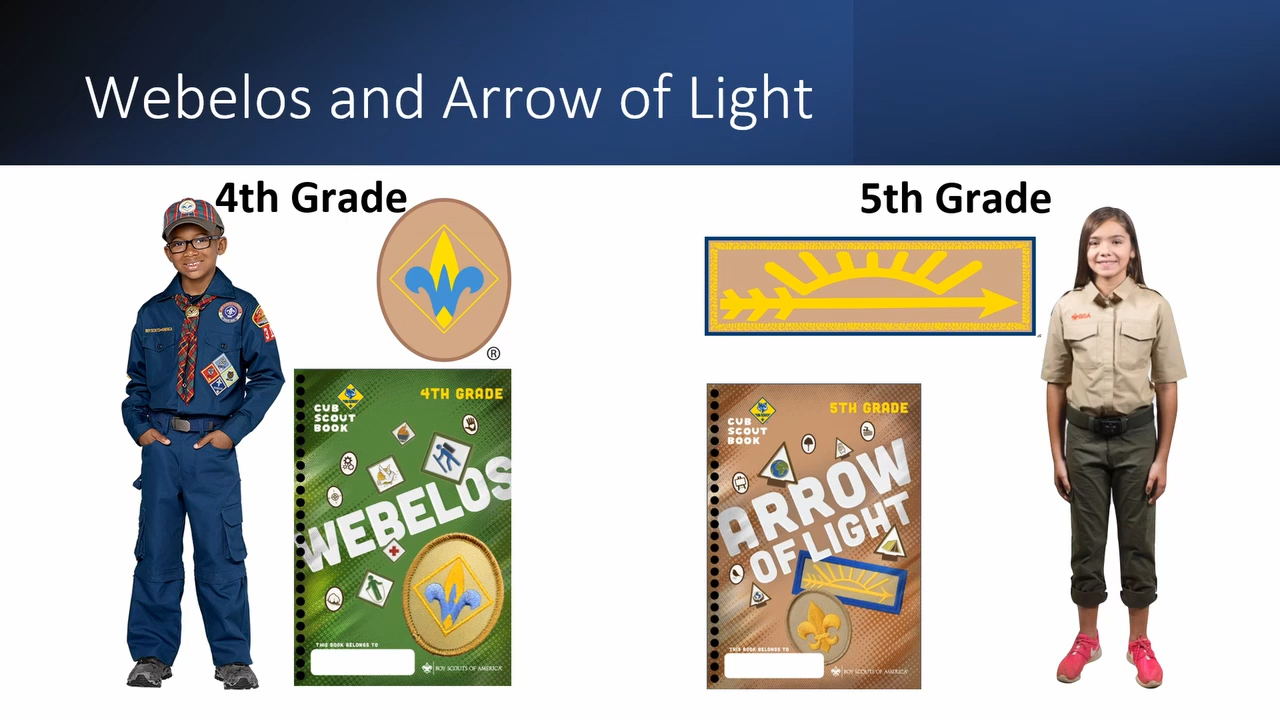 Webelos and Arrow of Light
4th Grade
®
4TH GRADE
CUB
SCOUT
BOOK
WEBELOS
THIS BOOK BELONGS TO
BOY SCOUTS OF AMERICA
5th Grade
BSA
5TH GRADE
CUB
SCOUT
BOOK
ARROW
OF LIGHT
THIS BOOK BELONGS TO
BOY SCOUTS OF AMERICA